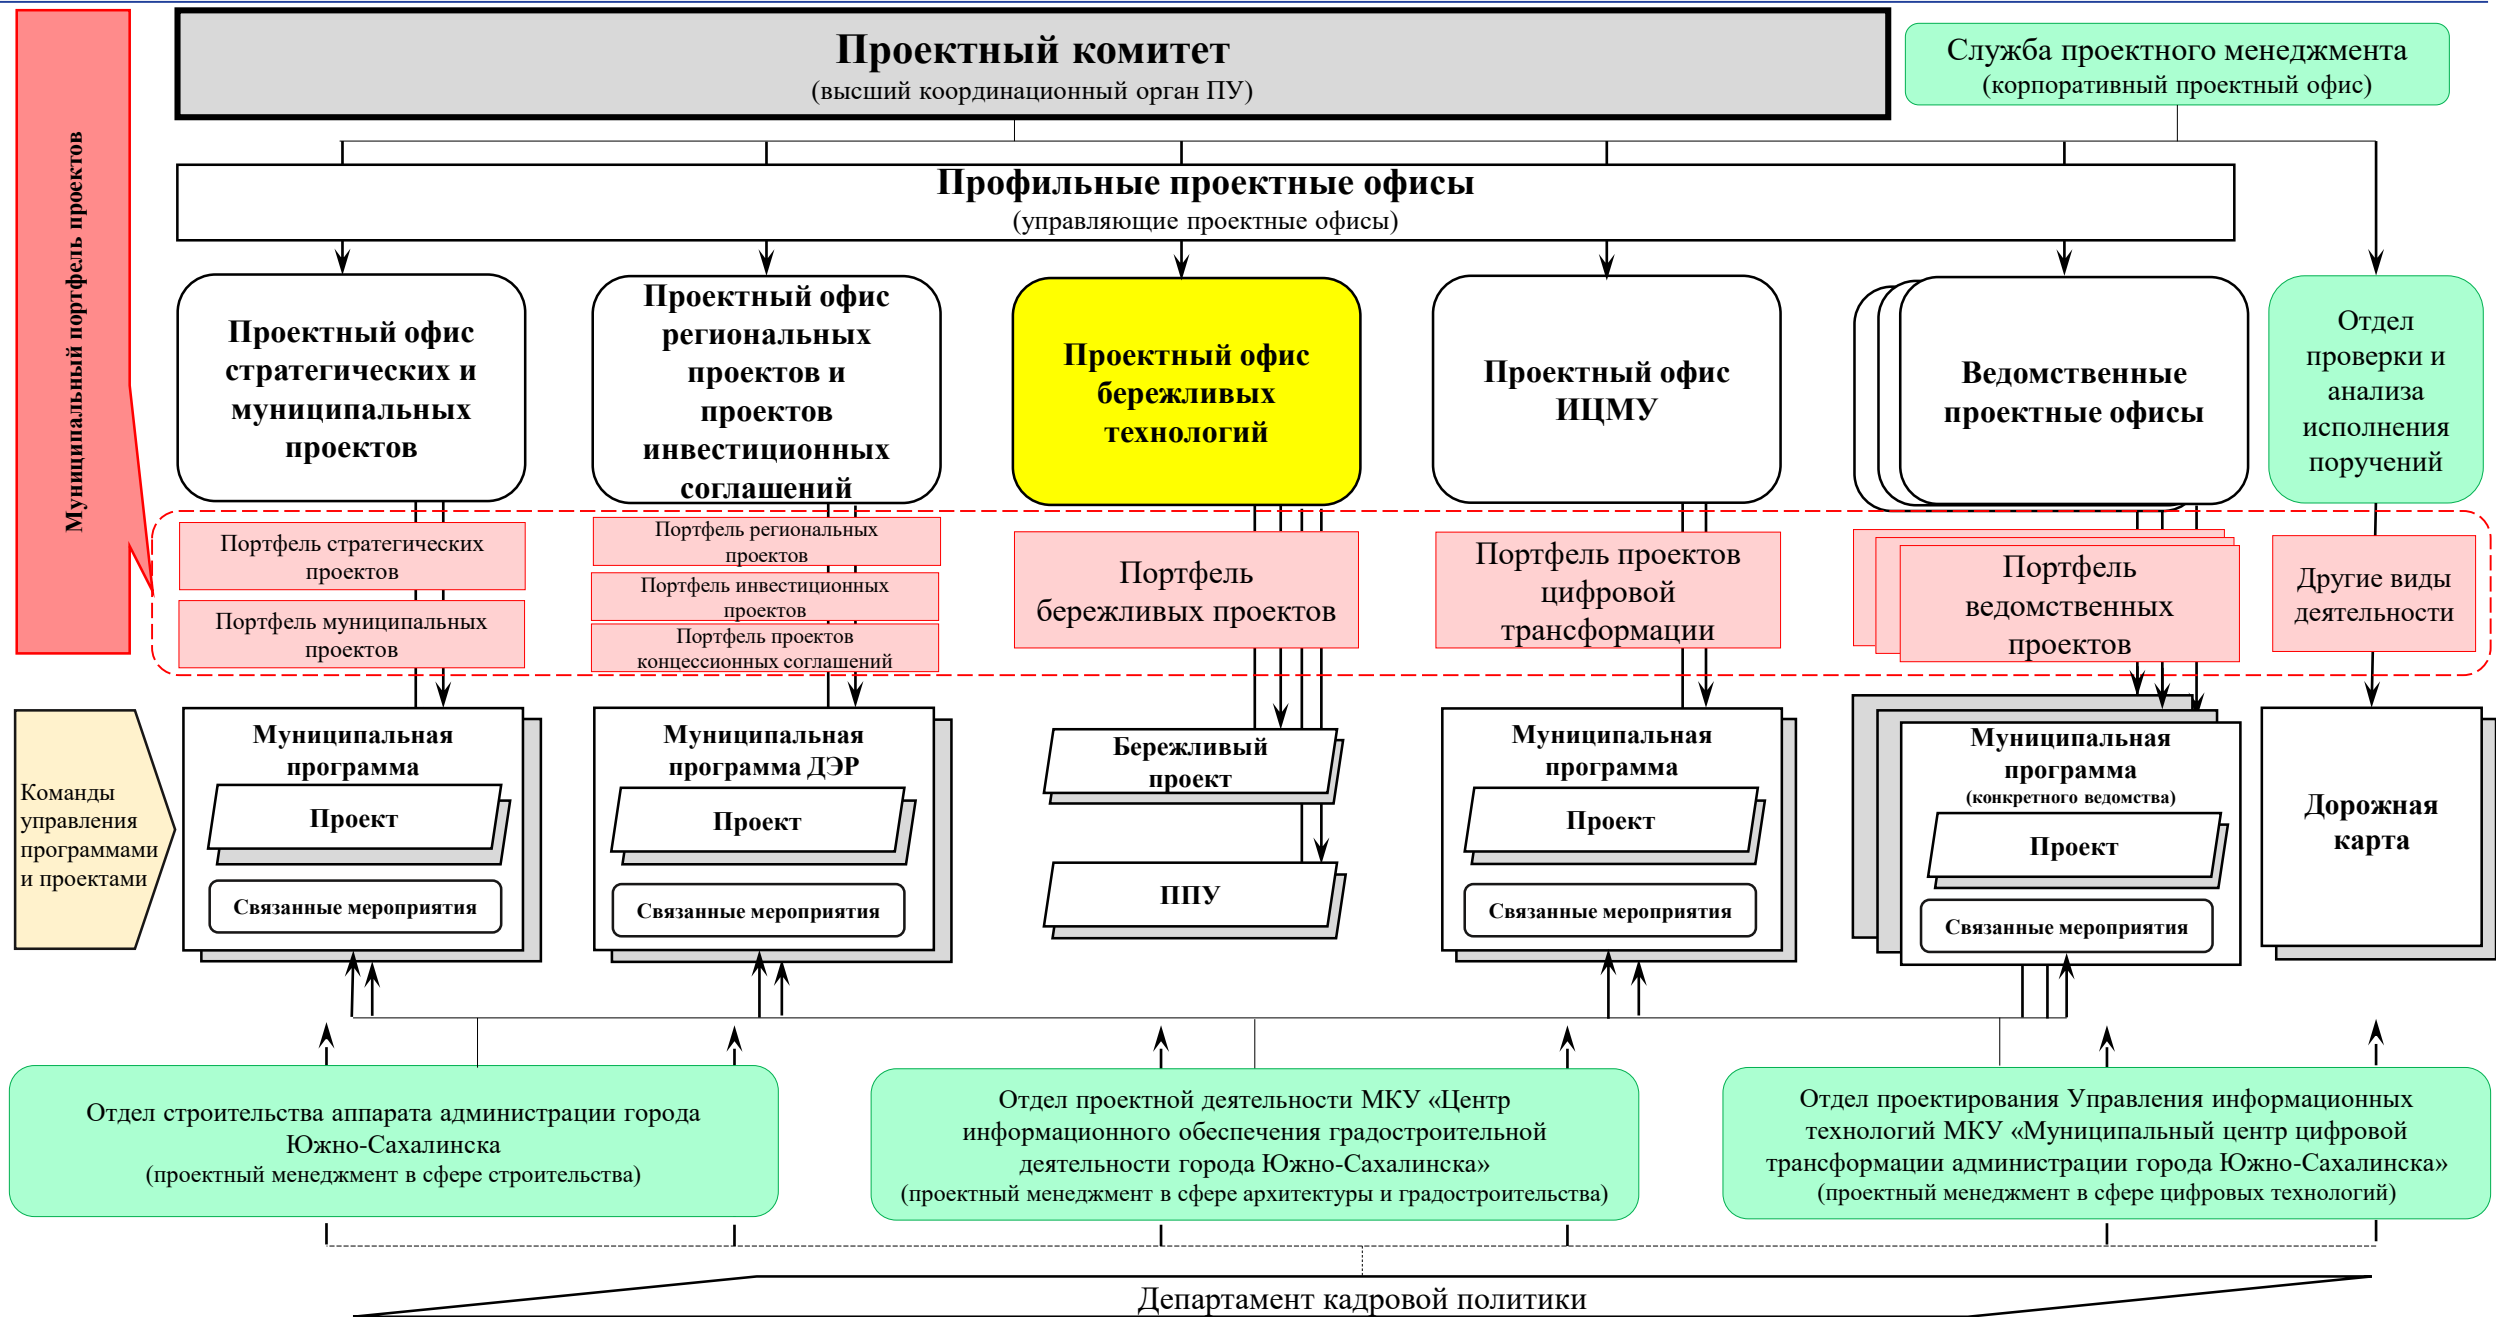 Проектный комитет
(высший координационный орган ПУ)
Служба проектного менеджмента
(корпоративный проектный офис)
Муниципальный портфель проектов
Профильные проектные офисы
(управляющие проектные офисы)
Проектный офис
стратегических и
муниципальных
проектов
Проектный офис
региональных
проектов и
проектов
инвестиционных
соглашений
Проектный офис
бережливых
технологий
Проектный офис
ИЦМУ
Ведомственные
проектные офисы
Отдел
проверки и
анализа
исполнения
поручений
Портфель стратегических
проектов
Портфель муниципальных
проектов
Портфель региональных
проектов
Портфель инвестиционных
проектов
Портфель проектов
концессионных соглашений
Портфель
бережливых проектов
Портфель проектов
цифровой
трансформации
Портфель
ведомственных
проектов
Другие виды
деятельности
Команды
управления
программами
и проектами
Муниципальная
программа
Проект
Связанные мероприятия
Муниципальная
программа ДЭР
Проект
Связанные мероприятия
Бережливый
проект
ППУ
Муниципальная
программа
Проект
Связанные мероприятия
Муниципальная
программа
(конкретного ведомства)
Проект
Связанные мероприятия
Дорожная
карта
Отдел строительства аппарата администрации города
Южно-Сахалинска
(проектный менеджмент в сфере строительства)
Отдел проектной деятельности МКУ «Центр
информационного обеспечения градостроительной
деятельности города Южно-Сахалинска»
(проектный менеджмент в сфере архитектуры и градостроительства)
Отдел проектирования Управления информационных
технологий МКУ «Муниципальный центр цифровой
трансформации администрации города Южно-Сахалинска»
(проектный менеджмент в сфере цифровых технологий)
Департамент кадровой политики